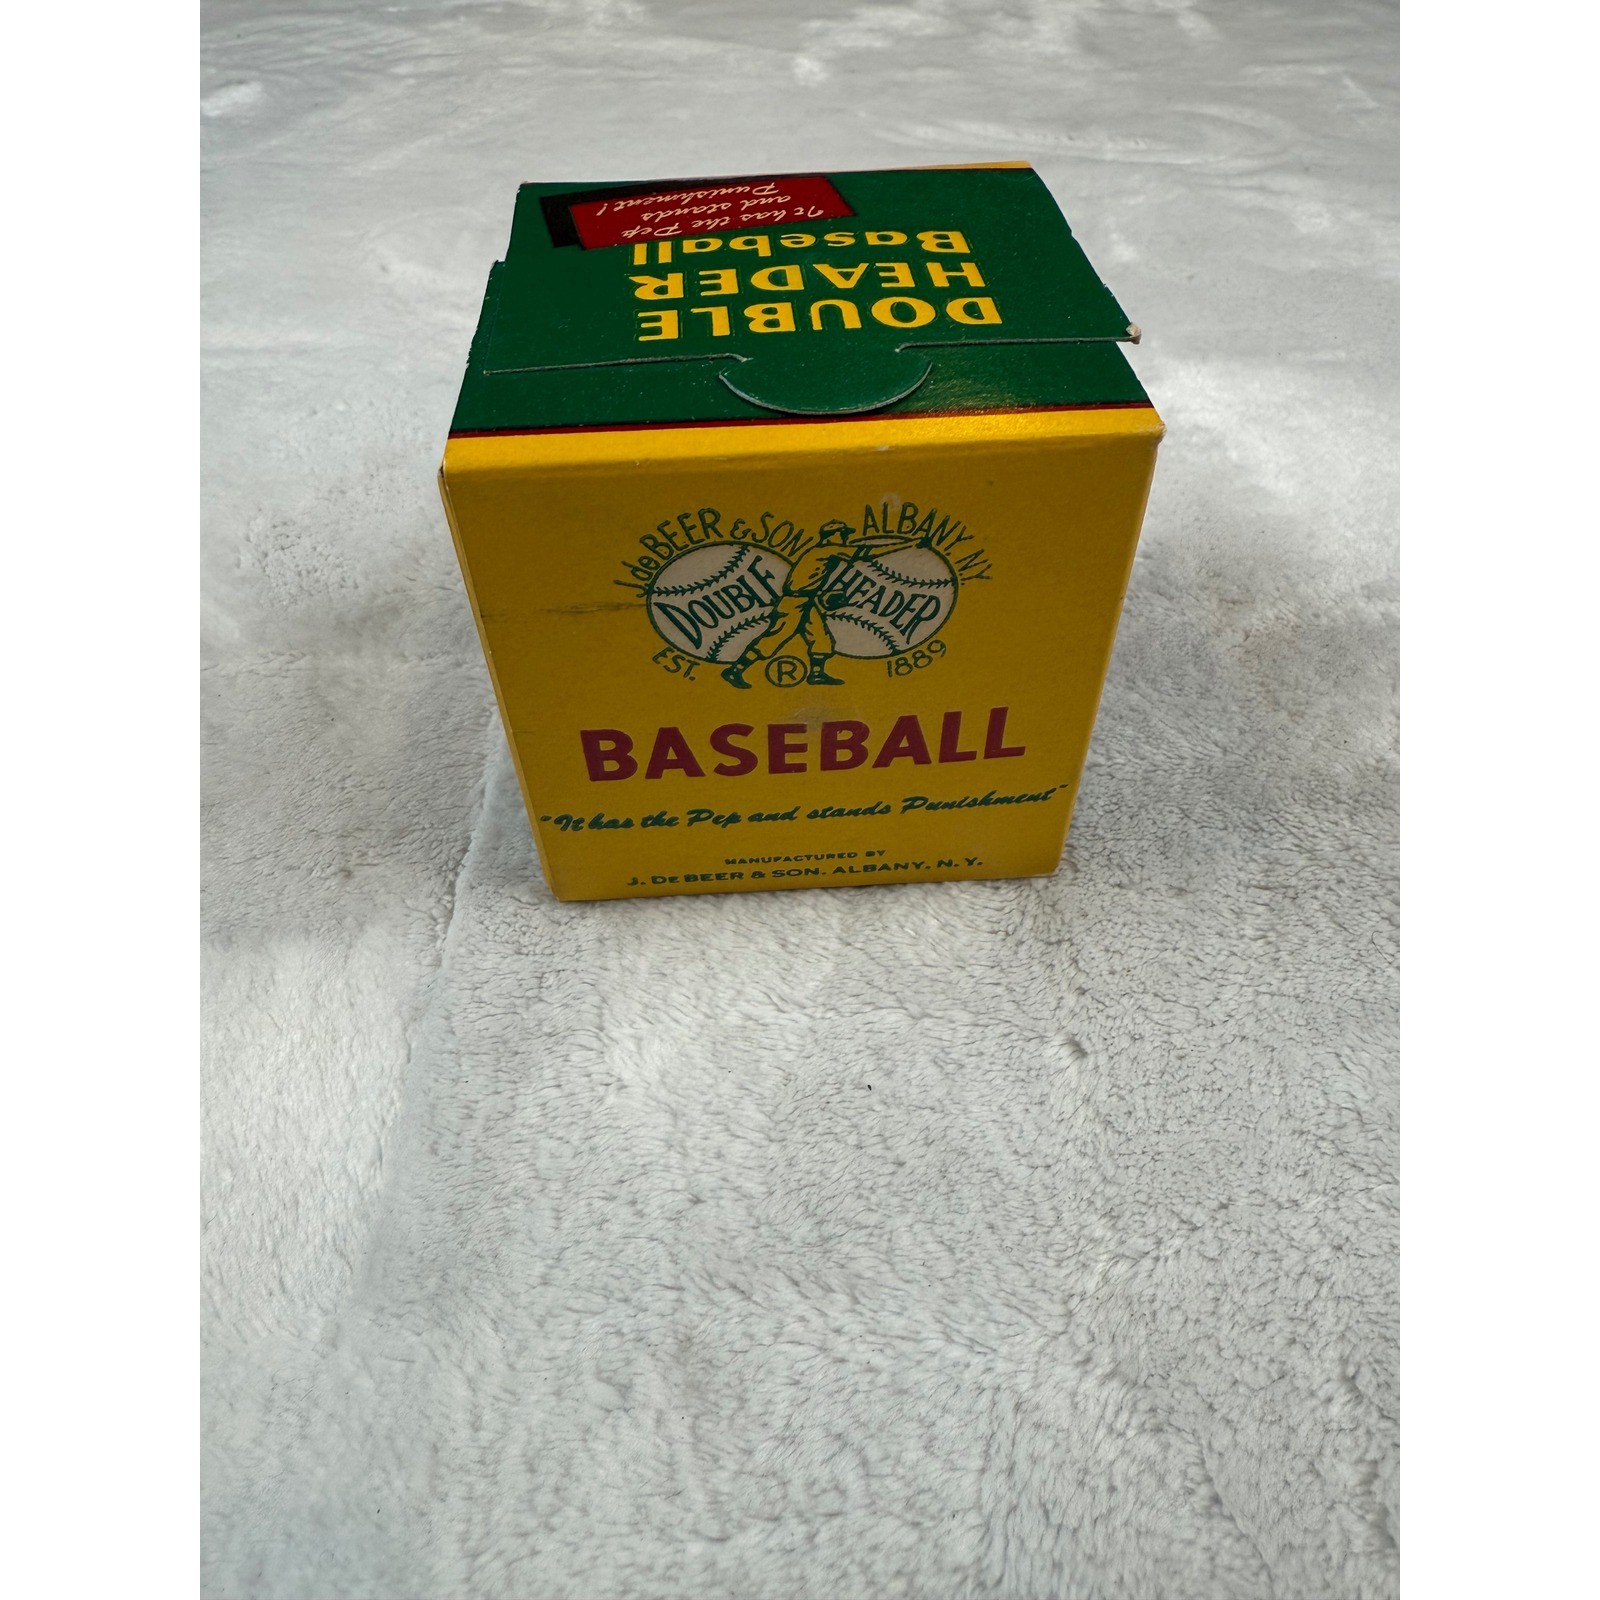 DOUBLE
HEADER
Baseball
It has the Pep
and stands
Punishment!
J. deBEER & SON ALBANY, N.Y.
DOUBLE HEADER
EST. ® 1889
BASEBALL
"It has the Pep and stands Punishment"
MANUFACTURED BY
J. DE BEER & SON. ALBANY. N. Y.